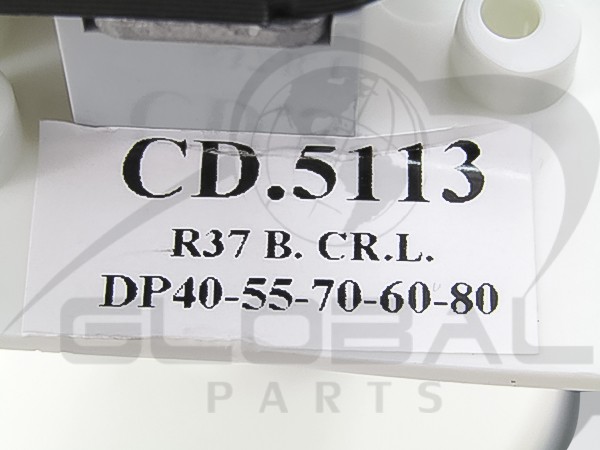 CD.5113
R37 B. CR.L.
DP40-55-70-60-80
GLOBAL
PARTS